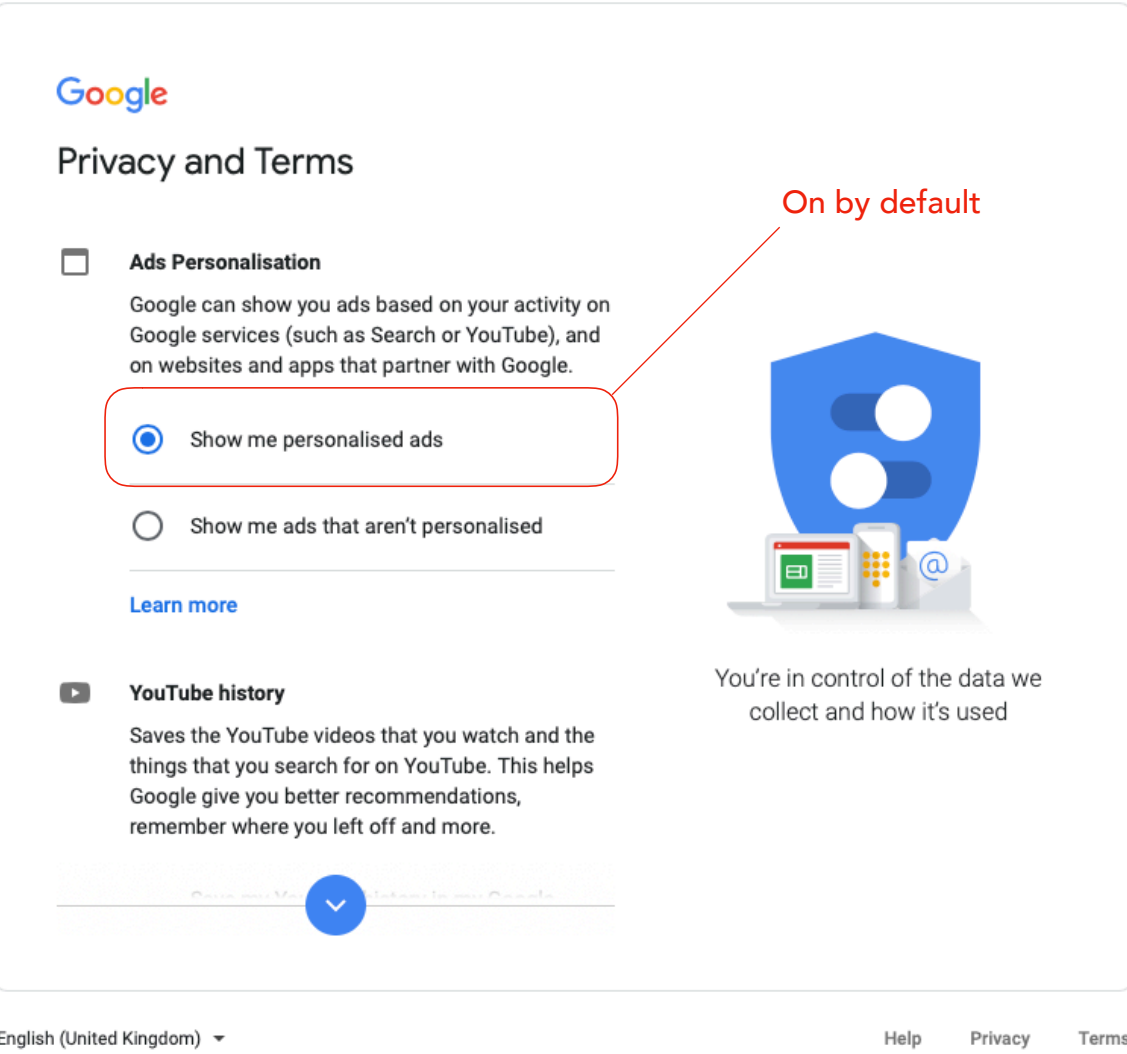 Google
Privacy and Terms
On by default
Ads Personalisation
Google can show you ads based on your activity on
Google services (such as Search or YouTube), and
on websites and apps that partner with Google.
Show me personalised ads
Show me ads that aren't personalised
Learn more
YouTube history
Saves the YouTube videos that you watch and the
things that you search for on YouTube. This helps
Google give you better recommendations,
remember where you left off and more.
@
You're in control of the data we
collect and how it's used
English (United Kingdom)
Help Privacy Terms